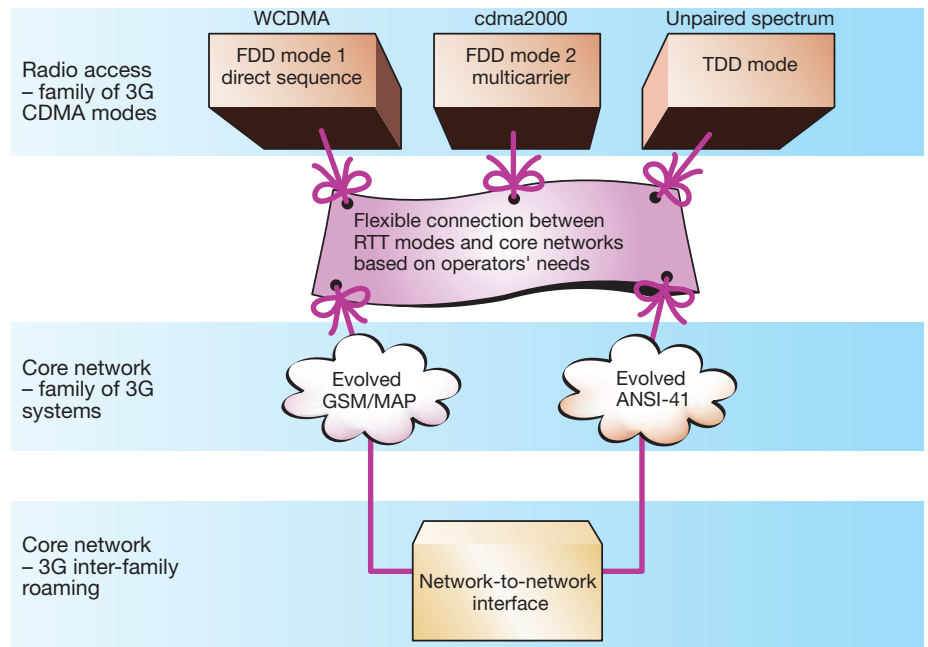 WCDMA
cdma2000
Unpaired spectrum
Radio access
– family of 3G
CDMA modes
FDD mode 1
direct sequence
FDD mode 2
multicarrier
TDD mode
Flexible connection between
RTT modes and core networks
based on operators' needs
Core network
– family of 3G
systems
Evolved
GSM/MAP
Evolved
ANSI-41
Core network
– 3G inter-family
roaming
Network-to-network
interface